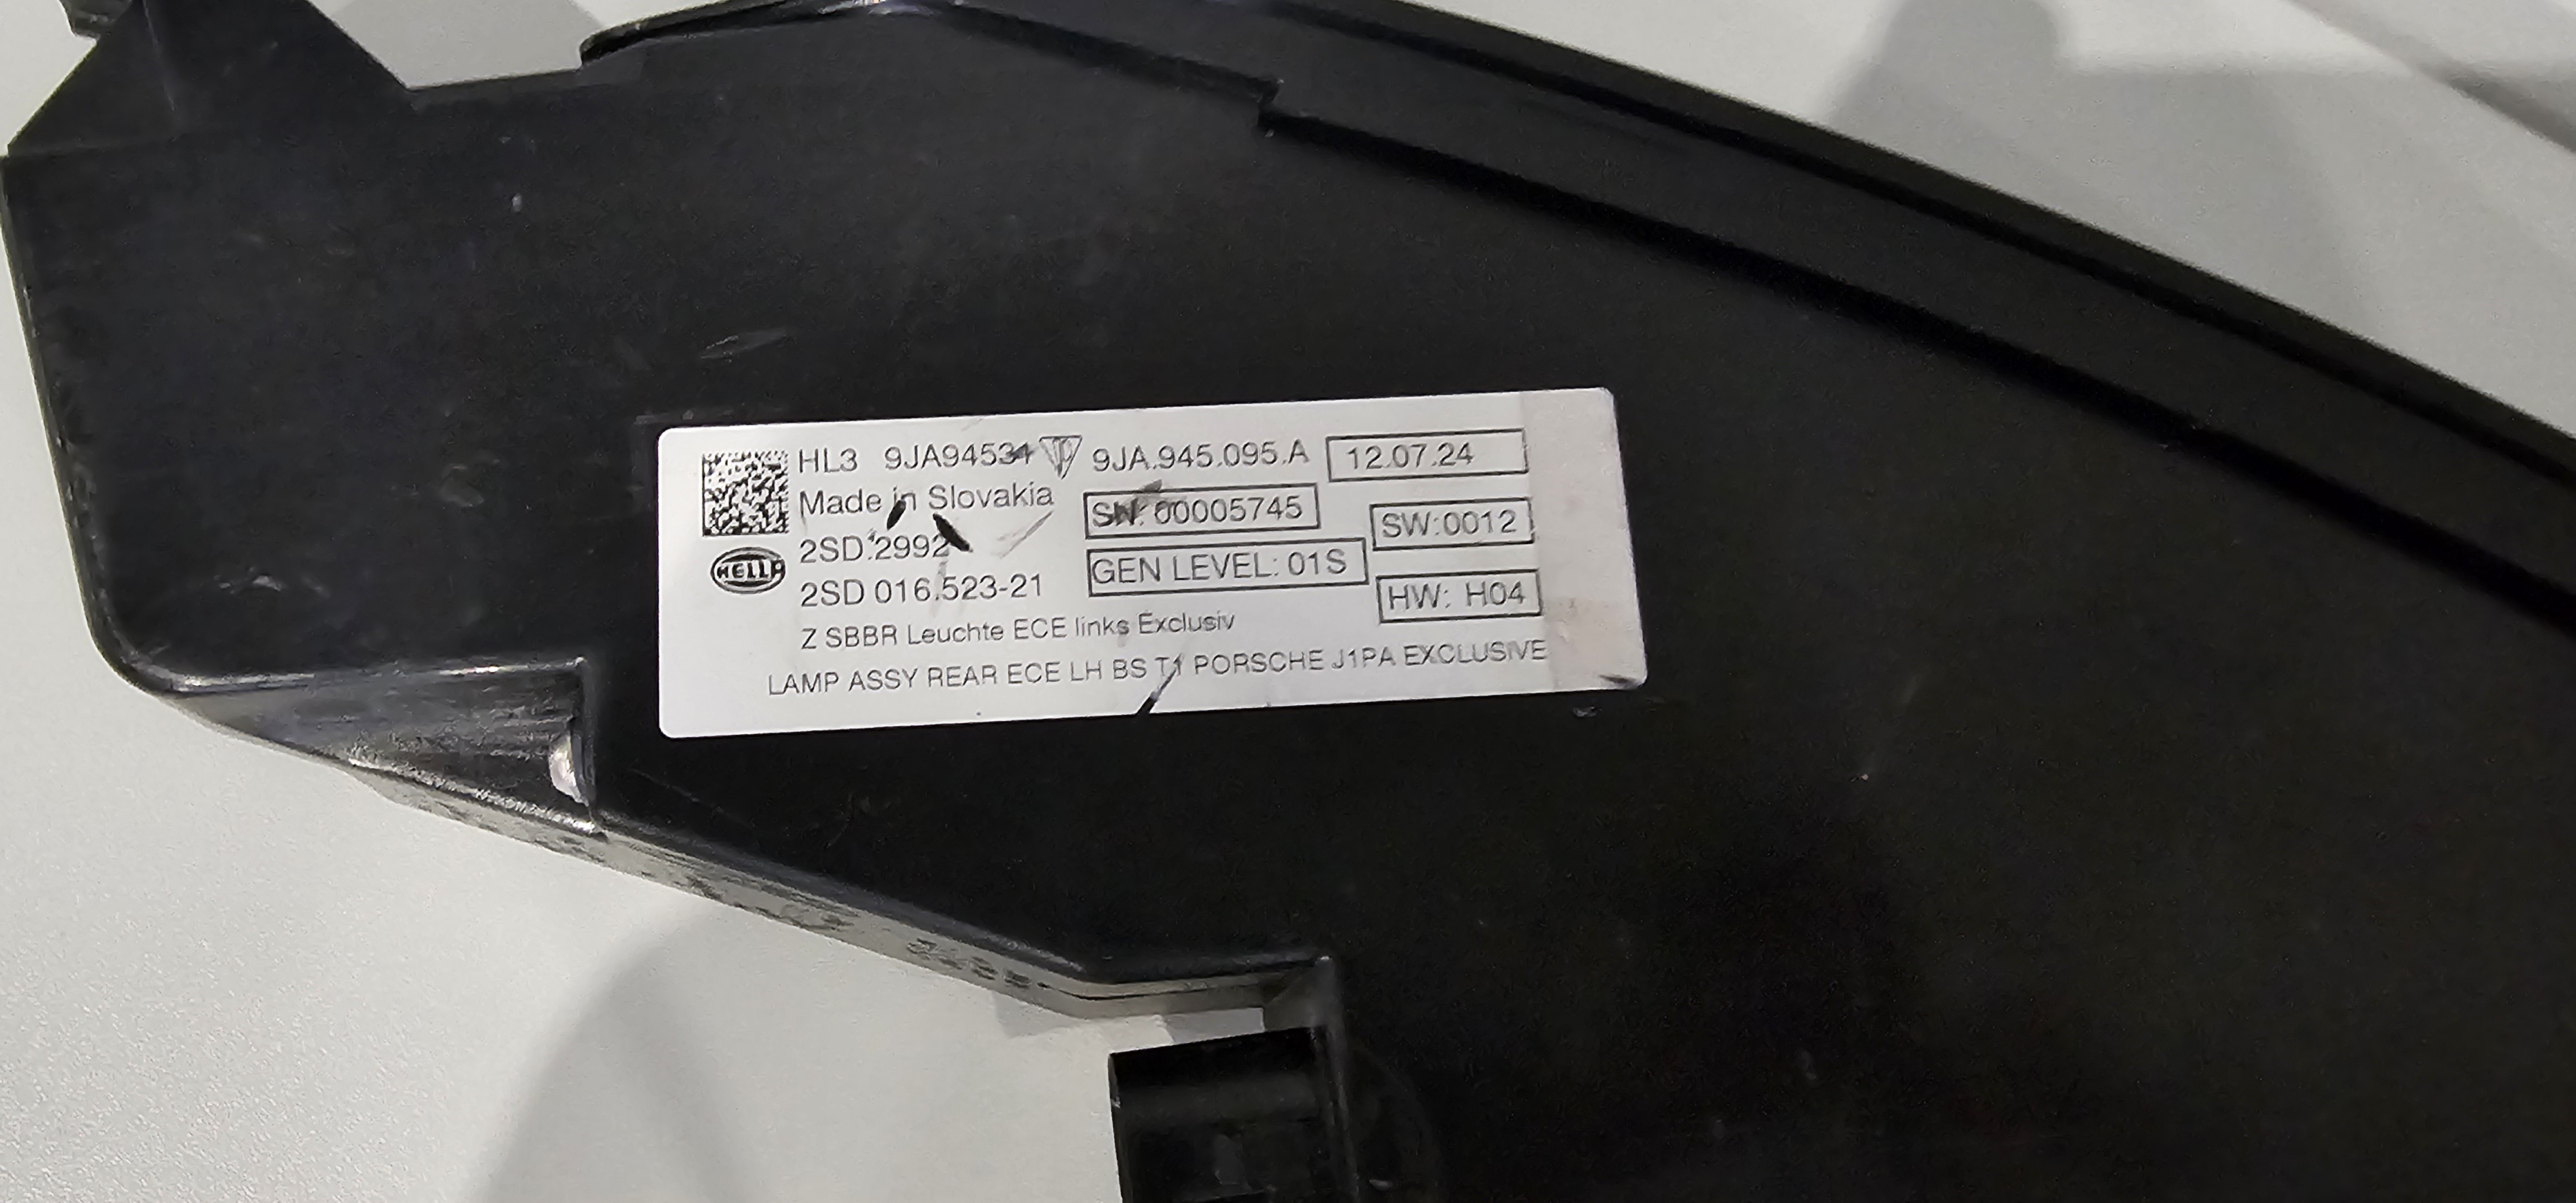 HL3 9JA94531 9JA.945.095.A 12.07.24
Made in Slovakia
SN: 00005745
SW:0012
2SD.2992
GEN LEVEL: 01S
HELLA
2SD 016.523-21
HW: H04
Z SBBR Leuchte ECE links Exclusiv
LAMP ASSY REAR ECE LH BS T1 PORSCHE J1PA EXCLUSIVE